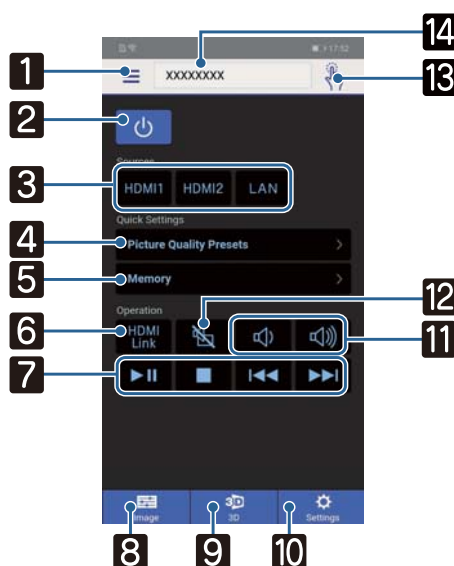 14
17:52
1
XXXXXXXX
13
2
Sources
3
HDMI1 HDMI2 LAN
Quick Settings
4
Picture Quality Presets >
5
Memory >
12
Operation
6
HDMI
Link
11
7
Image 3D Settings
8 9 10